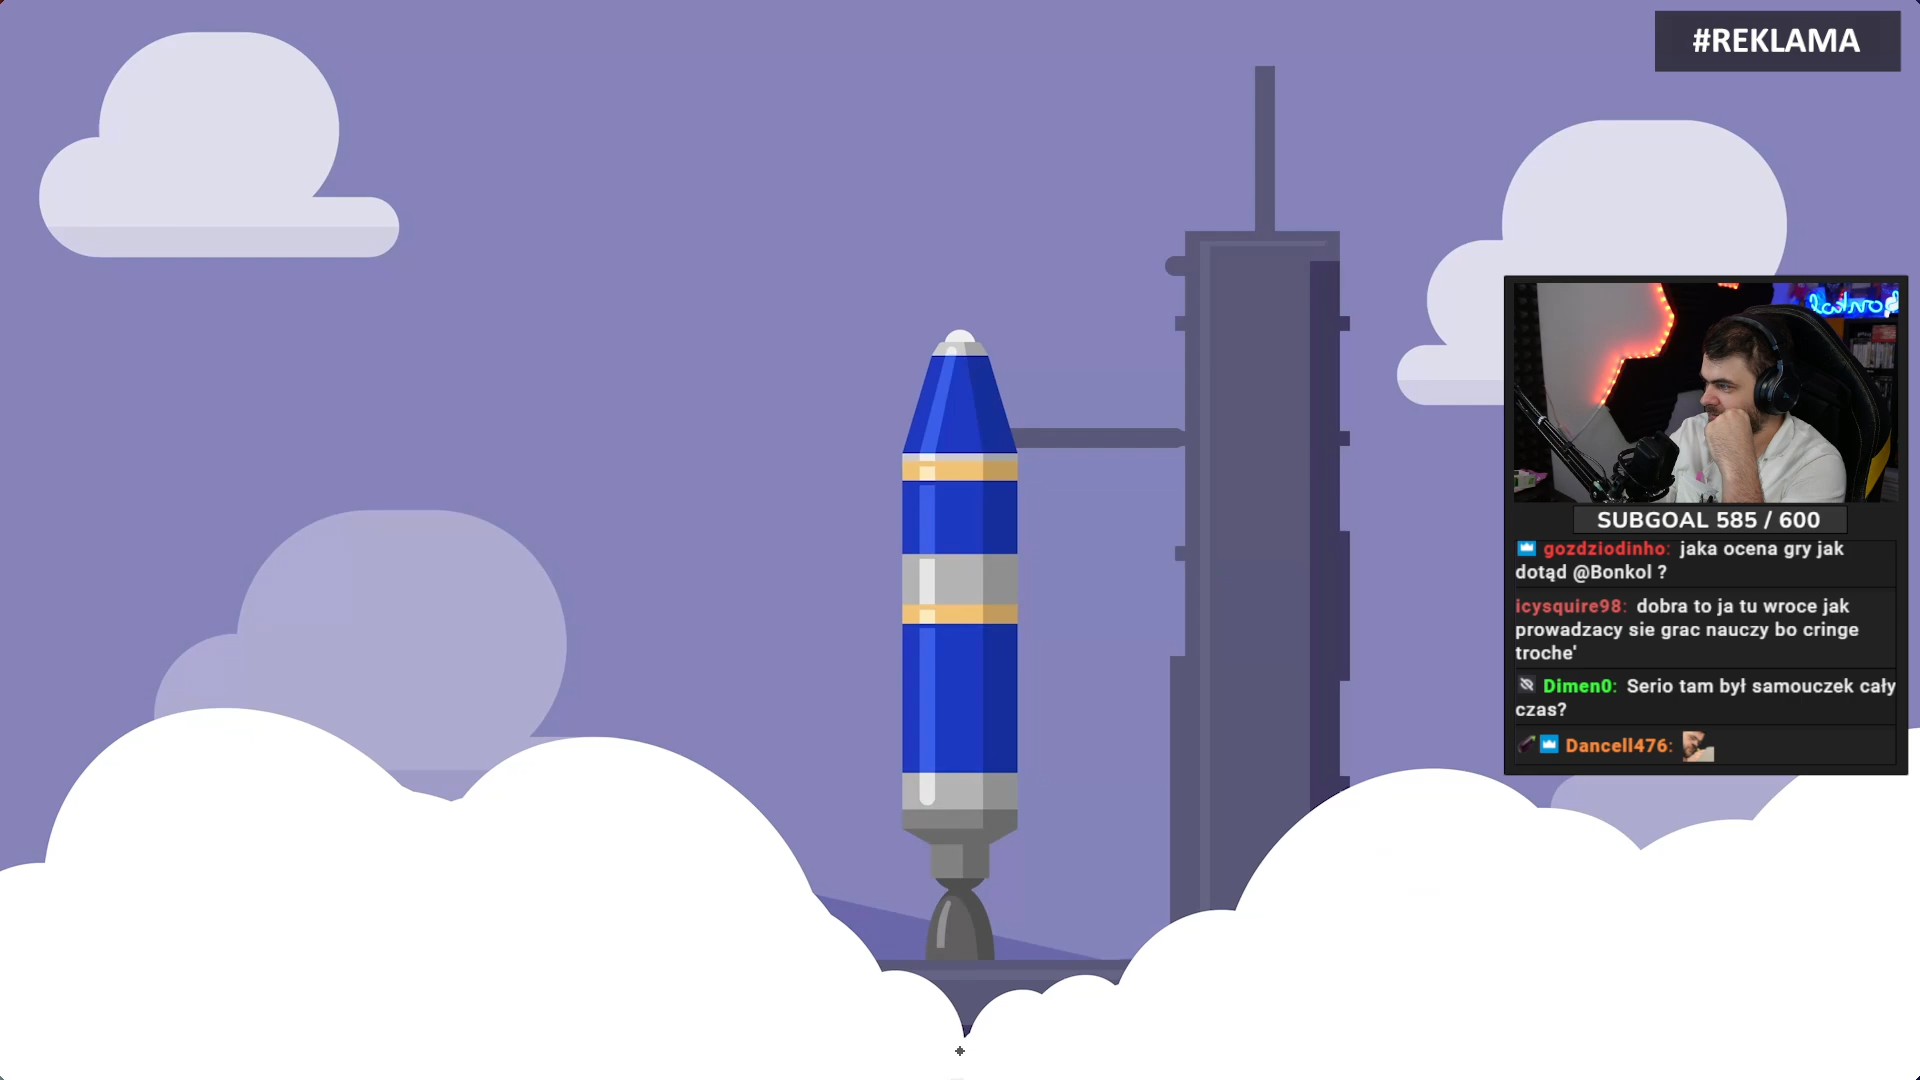 #REKLAMA
SUBGOAL 585 / 600
gozdziodinho: jaka ocena gry jak
dotąd @Bonkol ?
icysquire98: dobra to ja tu wroce jak
prowadzacy sie grac nauczy bo cringe
troche'
Dimen0: Serio tam był samouczek cały
czas?
Dancell476: